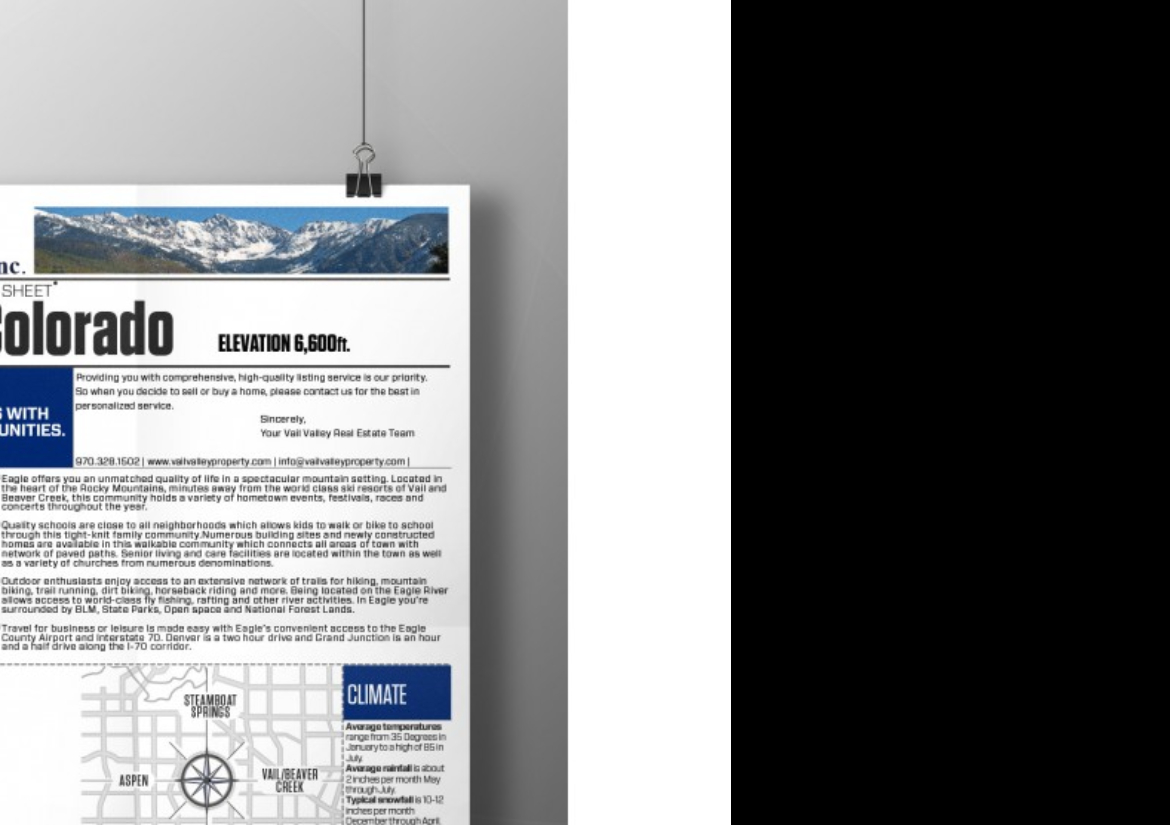 nc.
SHEET*
Colorado
ELEVATION 6,600ft.
S WITH
UNITIES.
Providing you with comprehensive, high-quality listing service is our priority.
So when you decide to sell or buy a home, please contact us for the best in
personalized service.
Sincerely,
Your Vail Valley Real Estate Team
970.328.1502 | www.vailvalleyproperty.com | info@vailvalleyproperty.com |
Eagle offers you an unmatched quality of life in a spectacular mountain setting. Located in
the heart of the Rocky Mountains, minutes away from the world class ski resorts of Vail and
Beaver Creek, this community holds a variety of hometown events, festivals, races and
concerts throughout the year.
Quality schools are close to all neighborhoods which allows kids to walk or bike to school
through this tight-knit family community.Numerous building sites and newly constructed
homes are available in this walkable community which connects all areas of town with
network of paved paths. Senior living and care facilities are located within the town as well
as a variety of churches from numerous denominations.
Outdoor enthusiasts enjoy access to an extensive network of trails for hiking, mountain
biking, trail running, dirt biking, horseback riding and more. Being located on the Eagle River
allows access to world-class fly fishing, rafting and other river activities. In Eagle you're
surrounded by BLM, State Parks, Open space and National Forest Lands.
Travel for business or leisure is made easy with Eagle's convenient access to the Eagle
County Airport and Interstate 70. Denver is a two hour drive and Grand Junction is an hour
and a half drive along the I-70 corridor.
STEAMBOAT
SPRINGS
ASPEN
VAIL/BEAVER
CREEK
CLIMATE
Average temperatures
range from 35 Degrees in
January to a high of 85 in
July.
Average rainfall is about
2 inches per month May
through July.
Typical snowfall is 10-12
inches per month
December through April.